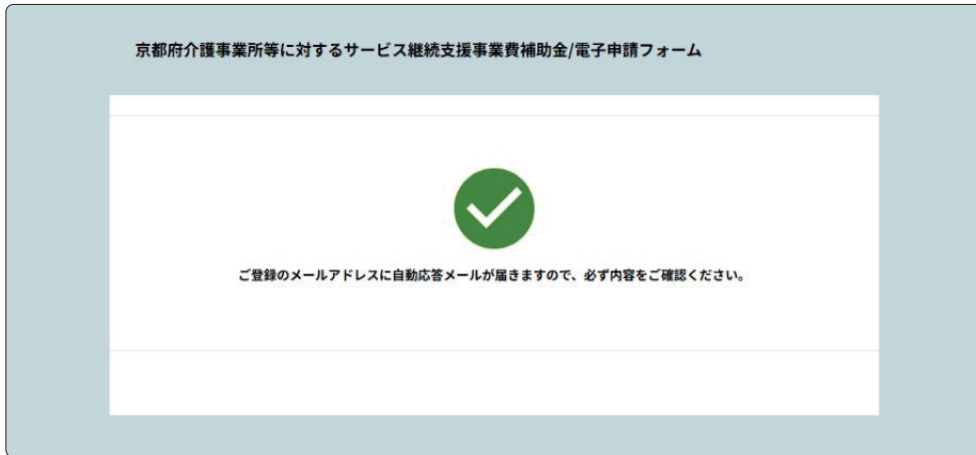 京都府介護事業所等に対するサービス継続支援事業費補助金/電子申請フォーム
ご登録のメールアドレスに自動応答メールが届きますので、必ず内容をご確認ください。